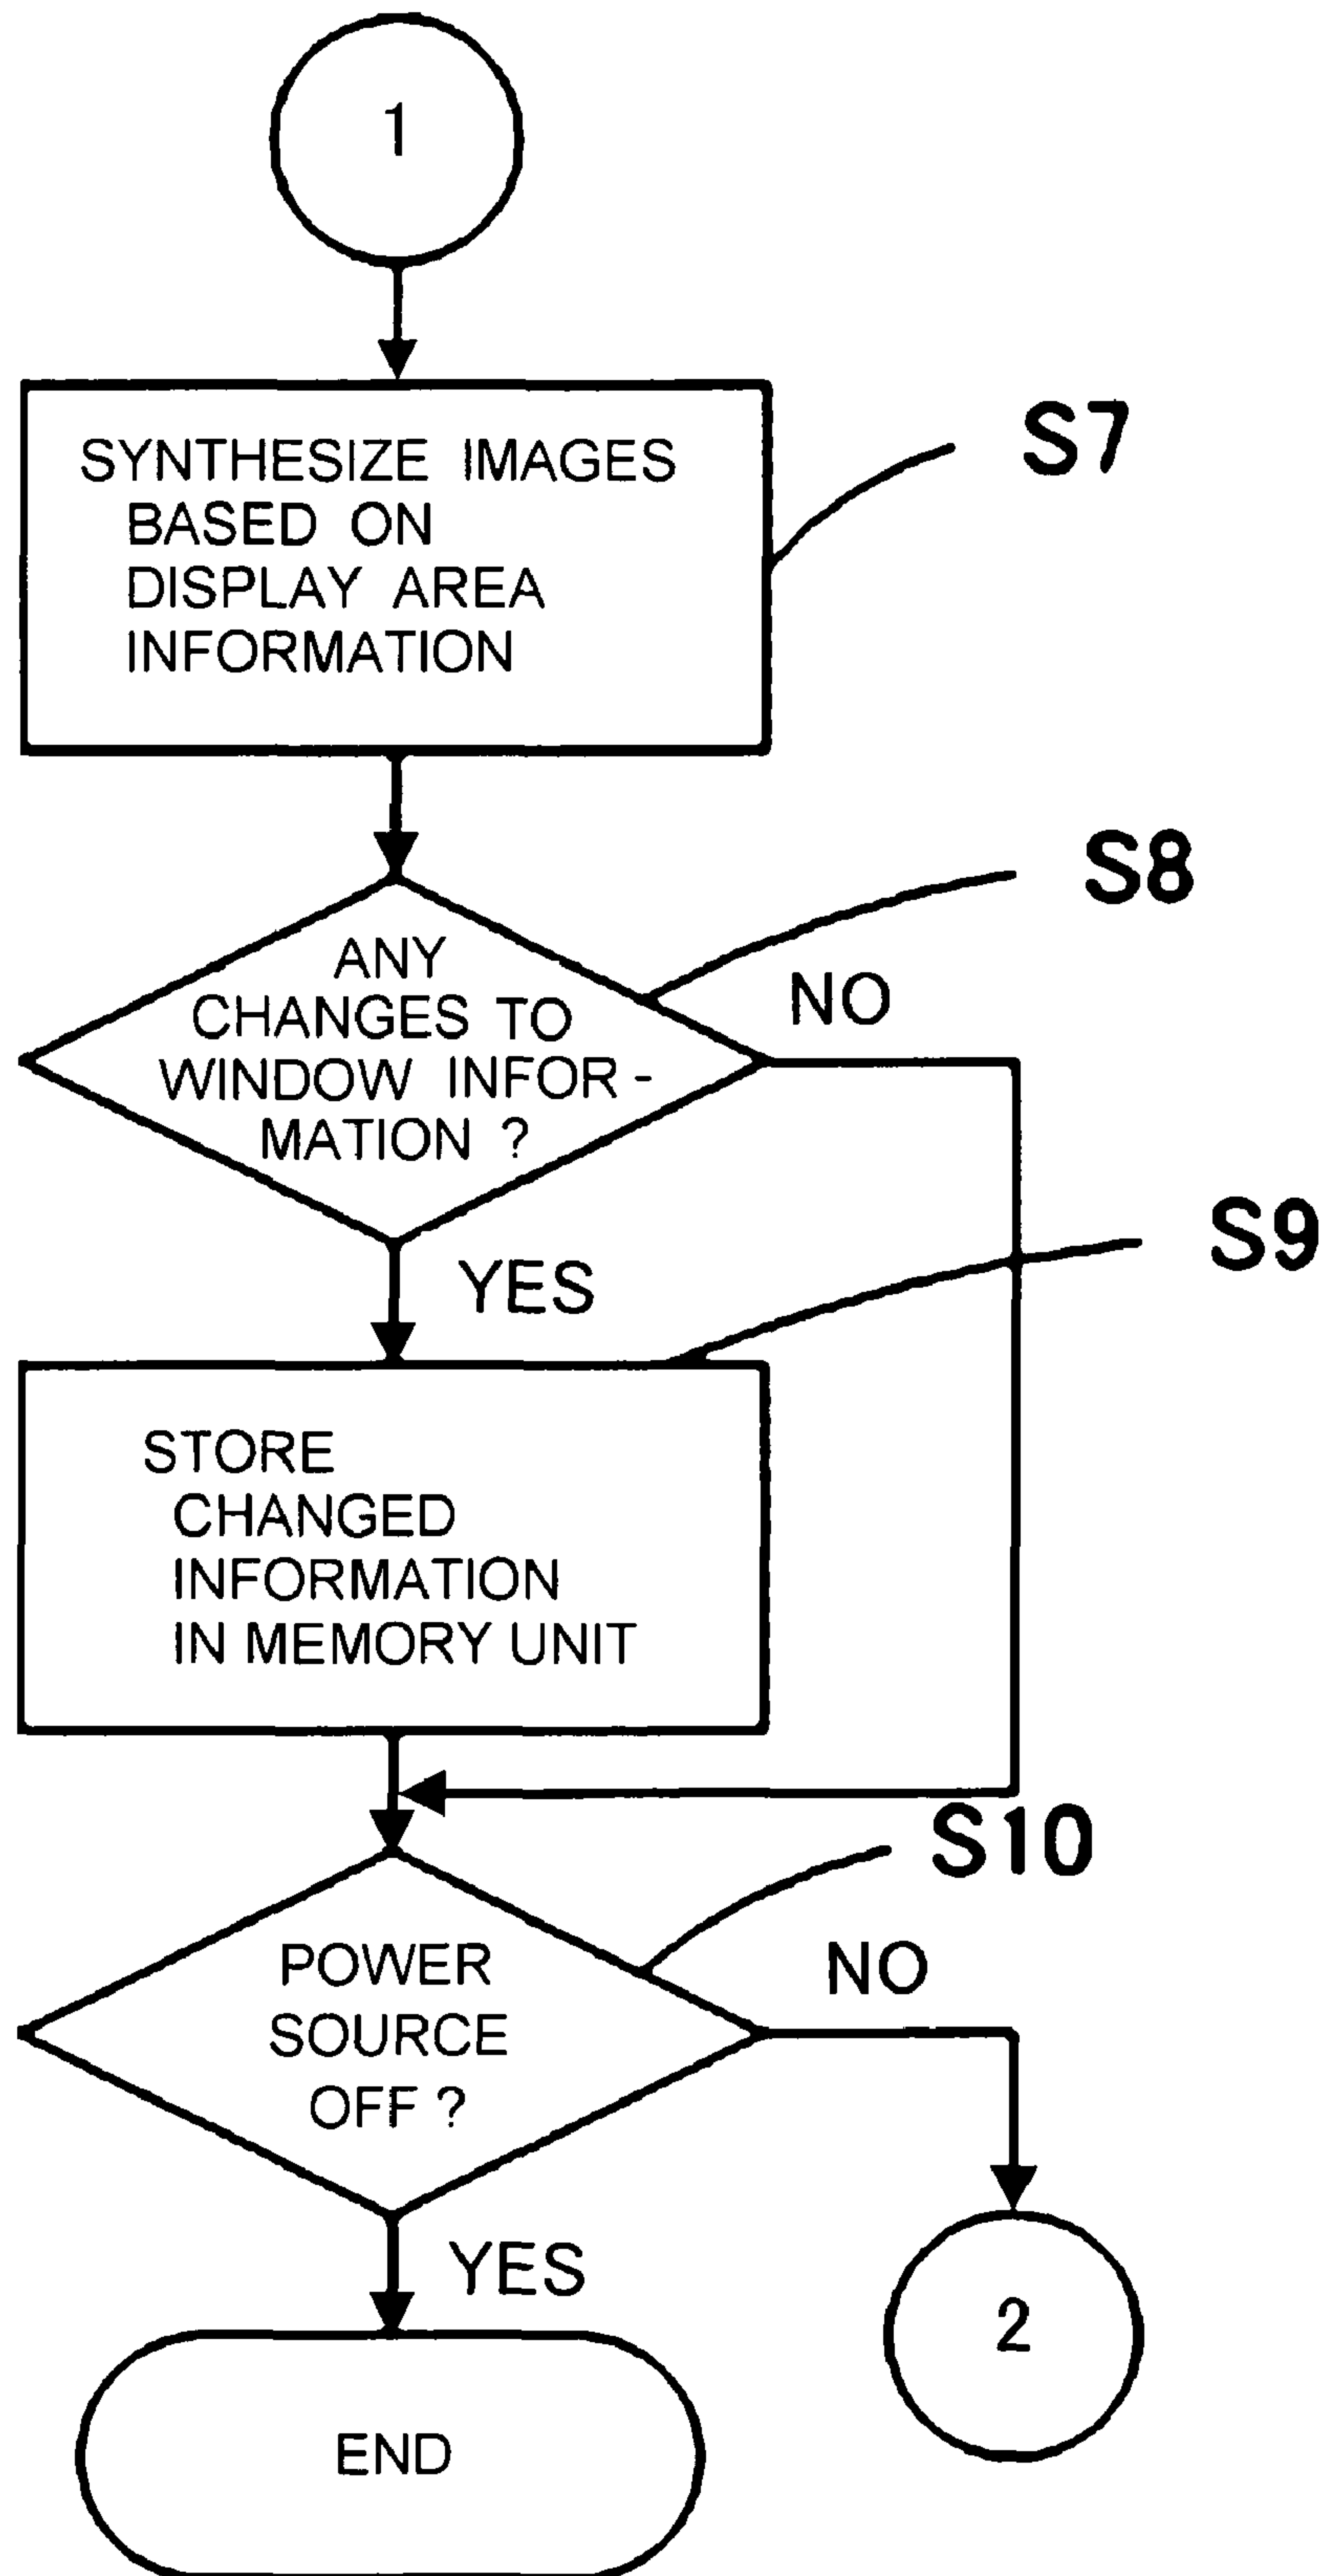 1
SYNTHESIZE IMAGES
BASED ON
DISPLAY AREA
INFORMATION
S7
S8
ANY
CHANGES TO
WINDOW INFOR -
MATION ?
NO
YES
S9
STORE
CHANGED
INFORMATION
IN MEMORY UNIT
S10
POWER
SOURCE
OFF ?
NO
YES
2
END